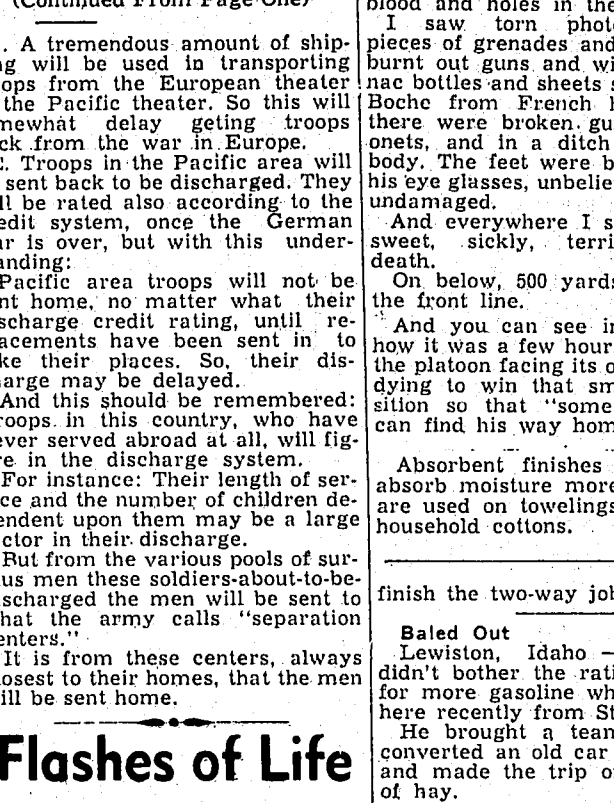 (Continued From Page One)
. A tremendous amount of ship-
ng will be used in transporting
ops from the European theater
the Pacific theater. So this will
mewhat delay geting troops
ck from the war in Europe.
. Troops in the Pacific area will
sent back to be discharged. They
ll be rated also according to the
edit system, once the German
r is over, but with this under-
anding:
Pacific area troops will not be
nt home, no matter what their
scharge credit rating, until re-
acements have been sent in to
ke their places. So, their dis-
arge may be delayed.
And this should be remembered:
roops in this country, who have
ever served abroad at all, will fig-
re in the discharge system.
For instance: Their length of ser-
ce and the number of children de-
endent upon them may be a large
ctor in their discharge.
But from the various pools of sur-
us men these soldiers-about-to-be-
scharged the men will be sent to
hat the army calls "separation
enters."
It is from these centers, always
losest to their homes, that the men
ill be sent home.
Flashes of Life
blood and holes in the
I saw torn phot
pieces of grenades and
burnt out guns and wi
nac bottles and sheets
Boche from French
there were broken gu
onets, and in a ditch
body. The feet were b
his eye glasses, unbelie
undamaged.
And everywhere I s
sweet, sickly, terri
death.
On below, 500 yards
the front line.
And you can see i
how it was a few hour
the platoon facing its o
dying to win that sm
sition so that "some
can find his way hom
Absorbent finishes
absorb moisture more
are used on towelings
household cottons.
finish the two-way jo
Baled Out
Lewiston, Idaho —
didn't bother the rati
for more gasoline wh
here recently from St
He brought a team
converted an old car
and made the trip o
of hay.